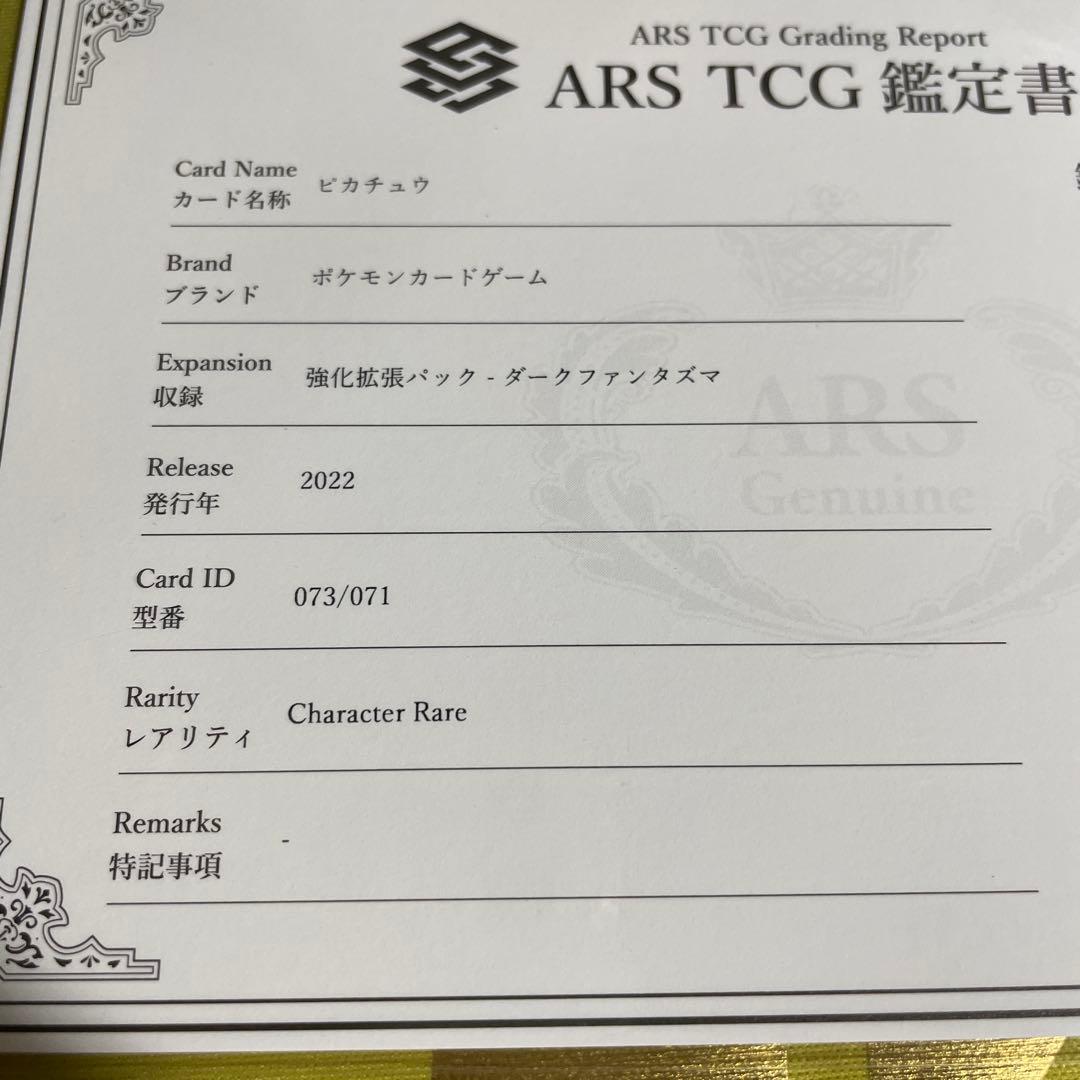 ARS TCG Grading Report
ARS TCG 鑑定書
Card Name
カード名称
ピカチュウ
Brand
ブランド
ポケモンカードゲーム
Expansion
収録
強化拡張パック - ダークファンタズマ
Release
発行年
2022
Card ID
型番
073/071
Rarity
レアリティ
Character Rare
Remarks
特記事項
-
ARS
Genuine